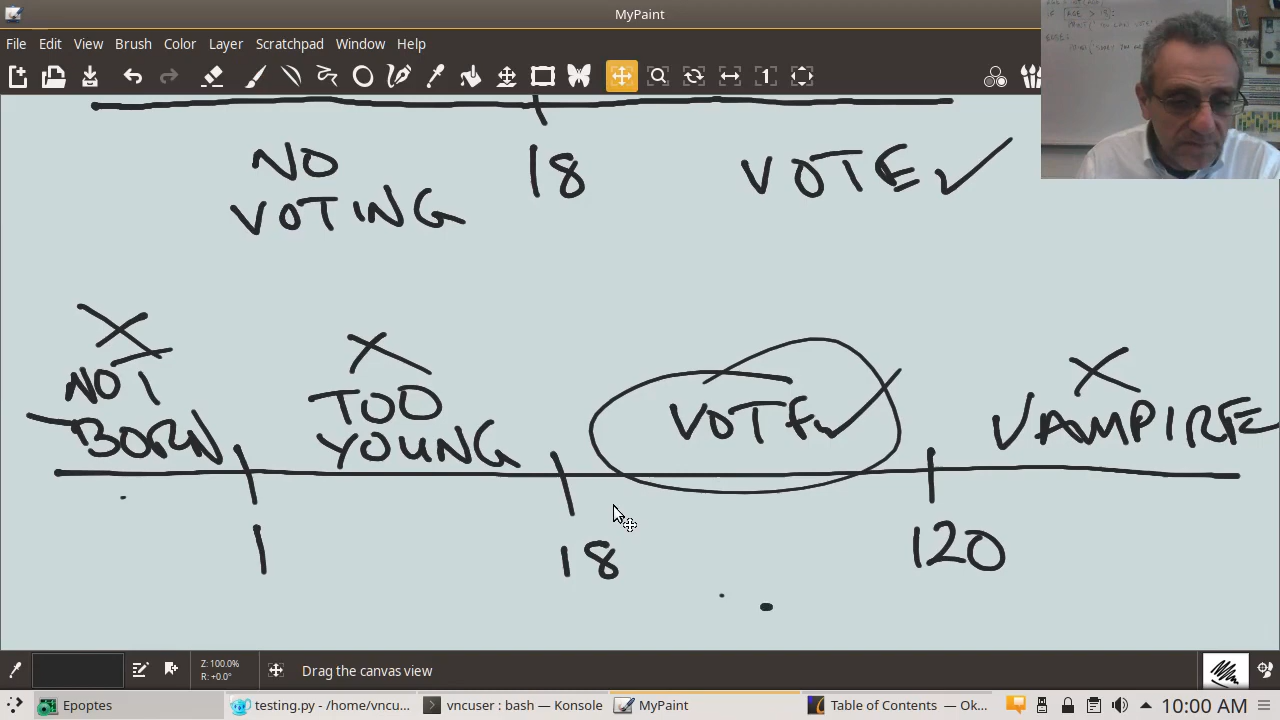 MyPaint
File Edit View Brush Color Layer Scratchpad Window Help
NO
VOTING
18
VOTE
NOT
BORN
TOO
YOUNG
VOTE
VAMPIRE
1
18
120
Z: 100.0%
R: +0.0°
Drag the canvas view
Epoptes
testing.py - /home/vncu...
vncuser : bash — Konsole
MyPaint
Table of Contents — Ok...
10:00 AM